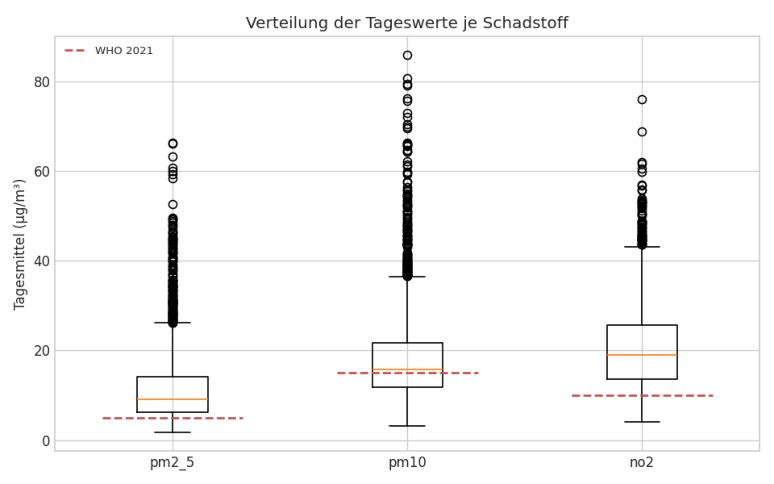 Verteilung der Tageswerte je Schadstoff
WHO 2021
Tagesmittel (µg/m³)
80
60
40
20
0
pm2_5 pm10 no2